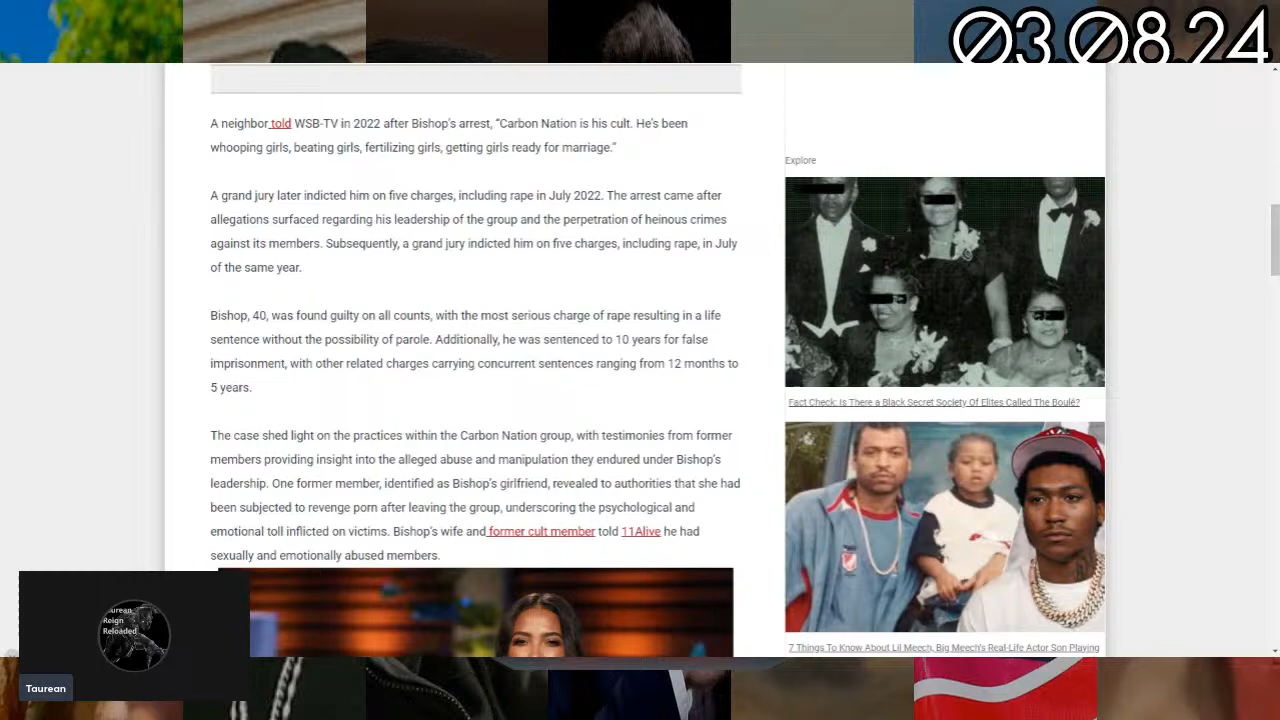 03.08.24
A neighbor told WSB-TV in 2022 after Bishop's arrest, “Carbon Nation is his cult. He's been
whooping girls, beating girls, fertilizing girls, getting girls ready for marriage.”
A grand jury later indicted him on five charges, including rape in July 2022. The arrest came after
allegations surfaced regarding his leadership of the group and the perpetration of heinous crimes
against its members. Subsequently, a grand jury indicted him on five charges, including rape, in July
of the same year.
Bishop, 40, was found guilty on all counts, with the most serious charge of rape resulting in a life
sentence without the possibility of parole. Additionally, he was sentenced to 10 years for false
imprisonment, with other related charges carrying concurrent sentences ranging from 12 months to
5 years.
The case shed light on the practices within the Carbon Nation group, with testimonies from former
members providing insight into the alleged abuse and manipulation they endured under Bishop's
leadership. One former member, identified as Bishop's girlfriend, revealed to authorities that she had
been subjected to revenge porn after leaving the group, underscoring the psychological and
emotional toll inflicted on victims. Bishop's wife and former cult member told 11Alive he had
sexually and emotionally abused members.
Explore
Fact Check: Is There a Black Secret Society Of Elites Called The Boulé?
7 Things To Know About Lil Meech, Big Meech's Real-Life Actor Son Playing
Reign
Reloaded
Taurean